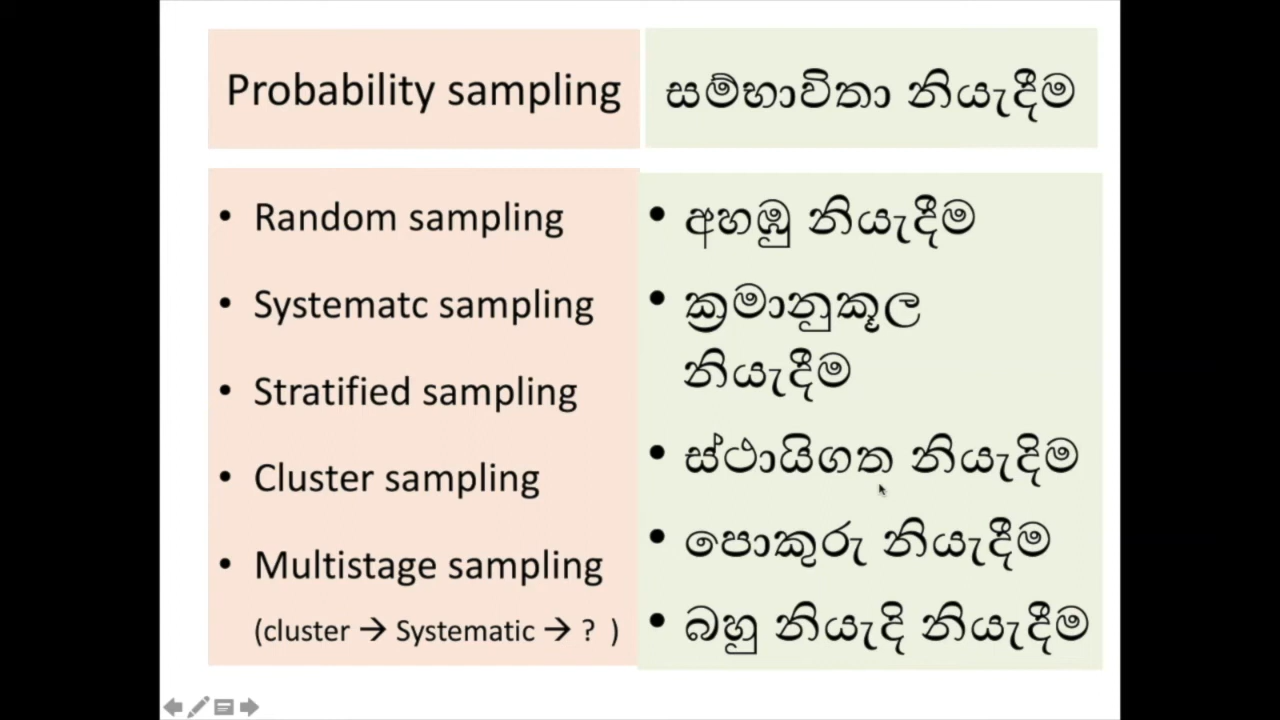 Probability sampling
සම්භාවිතා නියැදීම
• Random sampling
• Systematc sampling
• Stratified sampling
• Cluster sampling
• Multistage sampling
(cluster → Systematic → ? )
• අහඹු නියැදීම
• ක්‍රමානුකූල
නියැදීම
• ස්ථායිගත නියැදිම
• පොකුරු නියැදීම
• බහු නියැදි නියැදීම